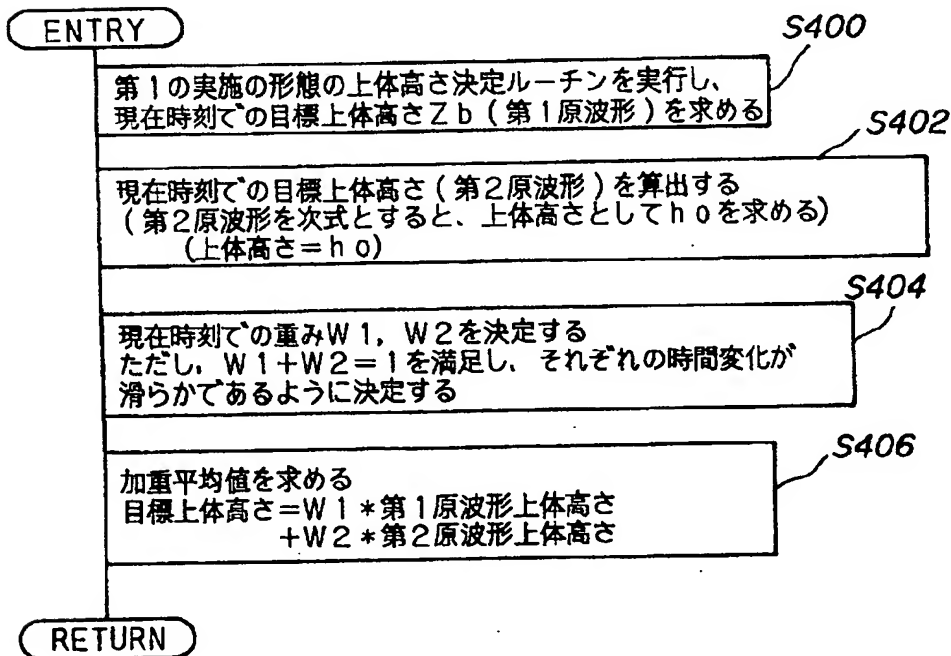 ENTRY
S400
第1の実施の形態の上体高さ決定ルーチンを実行し、
現在時刻での目標上体高さZb(第1原波形)を求める
S402
現在時刻での目標上体高さ(第2原波形)を算出する
(第2原波形を次式とすると、上体高さとしてhoを求める)
(上体高さ=ho)
S404
現在時刻での重みW1, W2を決定する
ただし, W1+W2=1を満足し、それぞれの時間変化が
滑らかであるように決定する
S406
加重平均値を求める
目標上体高さ=W1*第1原波形上体高さ
+W2*第2原波形上体高さ
RETURN